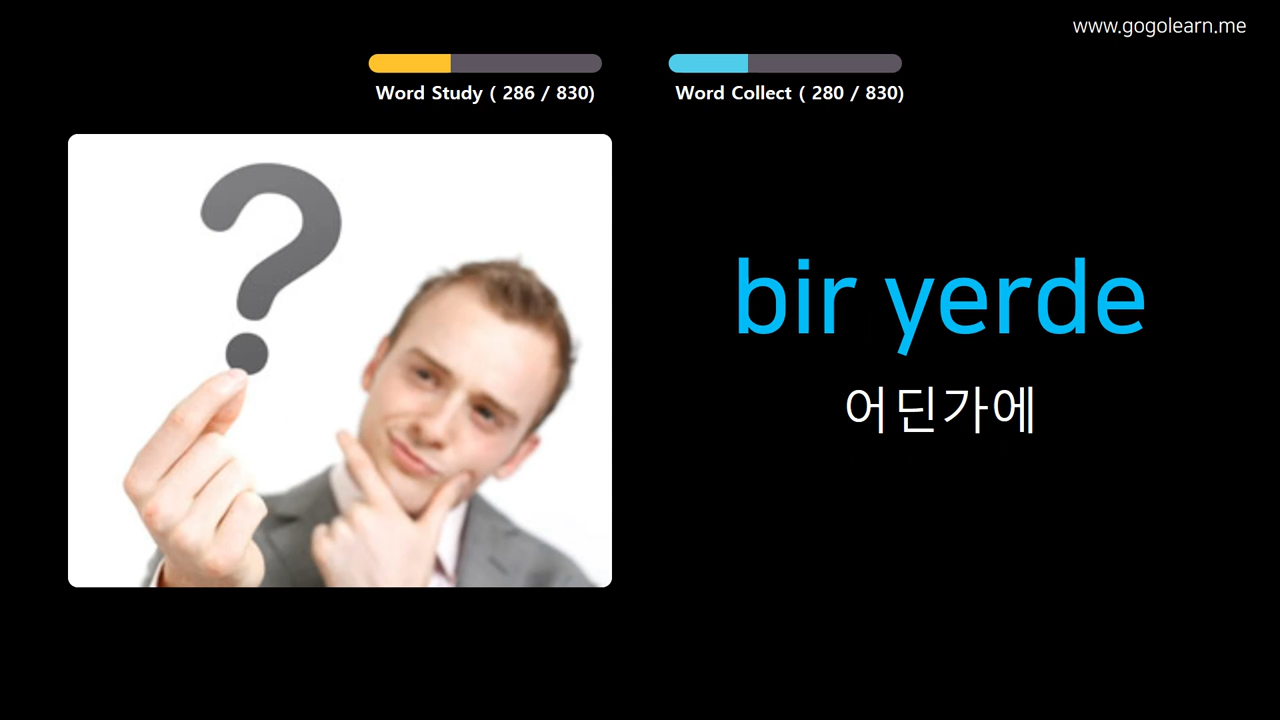 www.gogolearn.me
Word Study ( 286 / 830)
Word Collect ( 280 / 830)
bir yerde
어딘가에